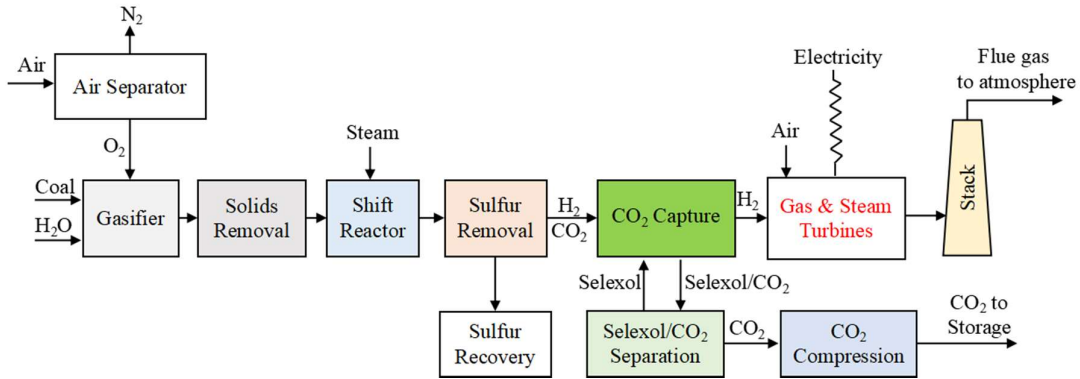 N₂
Air
Air Separator
O₂
Coal
H₂O
Gasifier
Solids
Removal
Steam
Shift
Reactor
Sulfur
Removal
H₂
CO₂
CO₂ Capture
H₂
Air
Electricity
Gas & Steam
Turbines
Stack
Flue gas
to atmosphere
Sulfur
Recovery
Selexol
Selexol/CO₂
Selexol/CO₂
Separation
CO₂
CO₂
Compression
CO₂ to
Storage